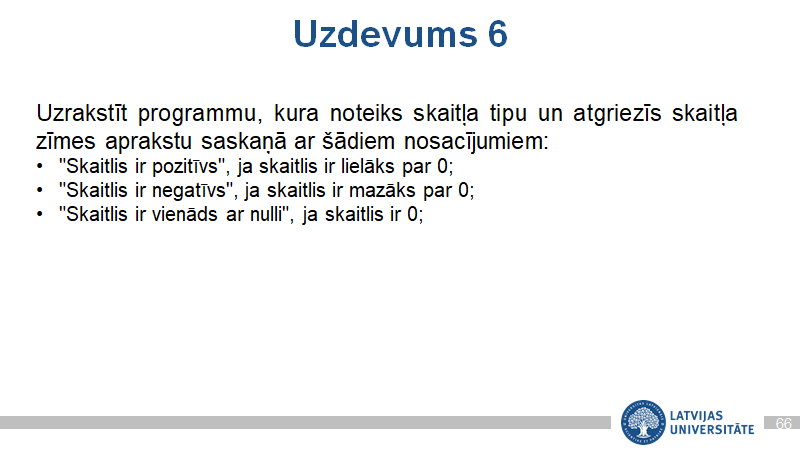 Uzdevums 6
Uzrakstīt programmu, kura noteiks skaitļa tipu un atgriezīs skaitļa
zīmes aprakstu saskaņā ar šādiem nosacījumiem:
• "Skaitlis ir pozitīvs", ja skaitlis ir lielāks par 0;
• "Skaitlis ir negatīvs", ja skaitlis ir mazāks par 0;
• "Skaitlis ir vienāds ar nulli", ja skaitlis ir 0;
LATVIJAS
UNIVERSITĀTE
66